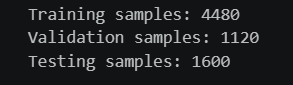 Training samples: 4480
Validation samples: 1120
Testing samples: 1600